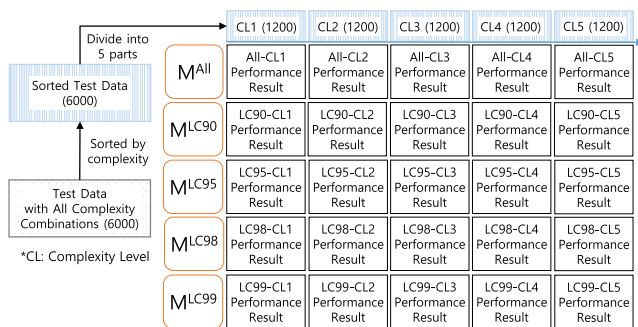 Divide into
5 parts
CL1 (1200) CL2 (1200) CL3 (1200) CL4 (1200) CL5 (1200)
Sorted Test Data
(6000)
Sorted by
complexity
Test Data
with All Complexity
Combinations (6000)
*CL: Complexity Level
MAll
All-CL1
Performance
Result
All-CL2
Performance
Result
All-CL3
Performance
Result
All-CL4
Performance
Result
All-CL5
Performance
Result
MLC90
LC90-CL1
Performance
Result
LC90-CL2
Performance
Result
LC90-CL3
Performance
Result
LC90-CL4
Performance
Result
LC90-CL5
Performance
Result
MLC95
LC95-CL1
Performance
Result
LC95-CL2
Performance
Result
LC95-CL3
Performance
Result
LC95-CL4
Performance
Result
LC95-CL5
Performance
Result
MLC98
LC98-CL1
Performance
Result
LC98-CL2
Performance
Result
LC98-CL3
Performance
Result
LC98-CL4
Performance
Result
LC98-CL5
Performance
Result
MLC99
LC99-CL1
Performance
Result
LC99-CL2
Performance
Result
LC99-CL3
Performance
Result
LC99-CL4
Performance
Result
LC99-CL5
Performance
Result